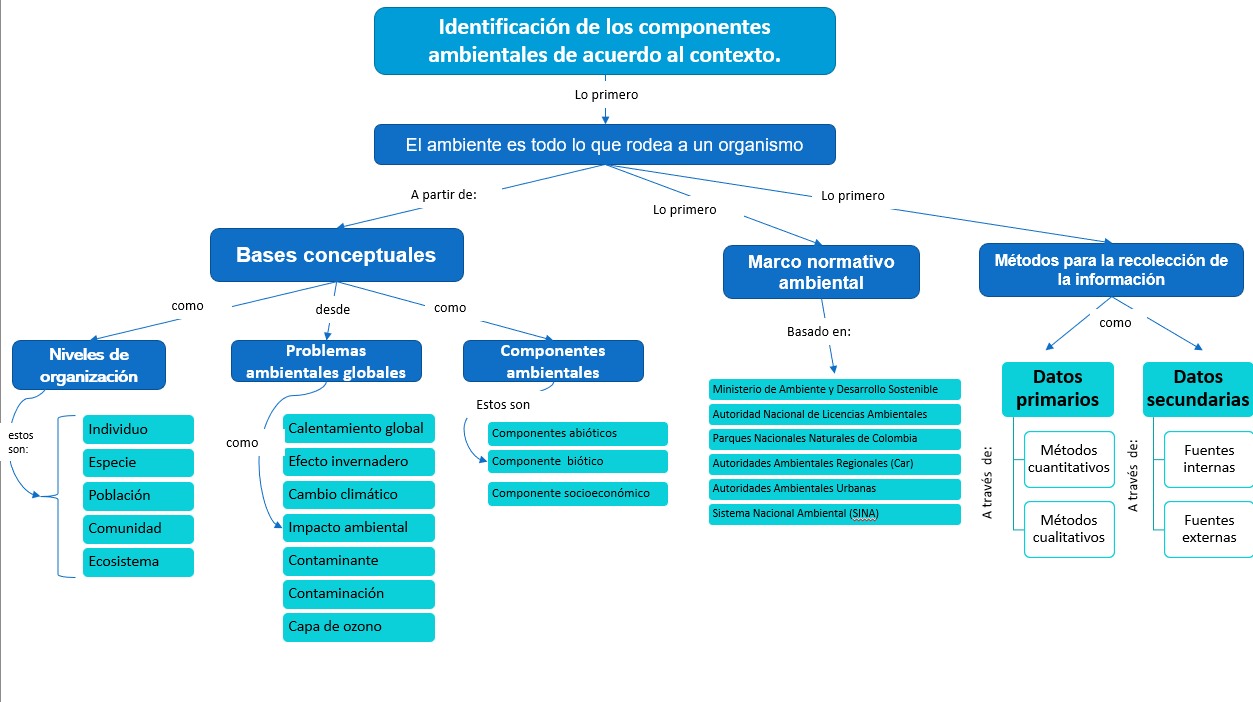 Identificación de los componentes
ambientales de acuerdo al contexto.
Lo primero
El ambiente es todo lo que rodea a un organismo
A partir de:
Lo primero
Lo primero
Bases conceptuales
Marco normativo
ambiental
Métodos para la recolección de
la información
como
desde
como
Basado en:
como
Niveles de
organización
Problemas
ambientales globales
Componentes
ambientales
estos
son:
Individuo
Especie
Población
Comunidad
Ecosistema
como
Calentamiento global
Efecto invernadero
Cambio climático
Impacto ambiental
Contaminante
Contaminación
Capa de ozono
Estos son
Componentes abióticos
Componente  biótico
Componente socioeconómico
Ministerio de Ambiente y Desarrollo Sostenible
Autoridad Nacional de Licencias Ambientales
Parques Nacionales Naturales de Colombia
Autoridades Ambientales Regionales (Car)
Autoridades Ambientales Urbanas
Sistema Nacional Ambiental (SINA)
Datos
primarios
A través de:
Métodos
cuantitativos
Métodos
cualitativos
Datos
secundarias
A través de:
Fuentes
internas
Fuentes
externas